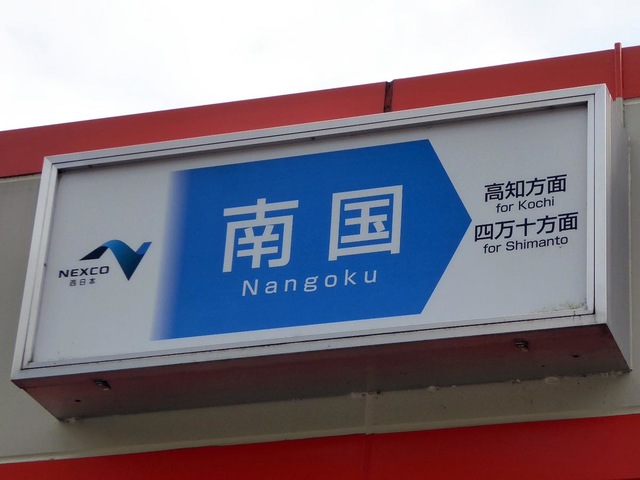 NEXCO
西日本
南国
Nangoku
高知方面
for Kochi
四万十方面
for Shimanto